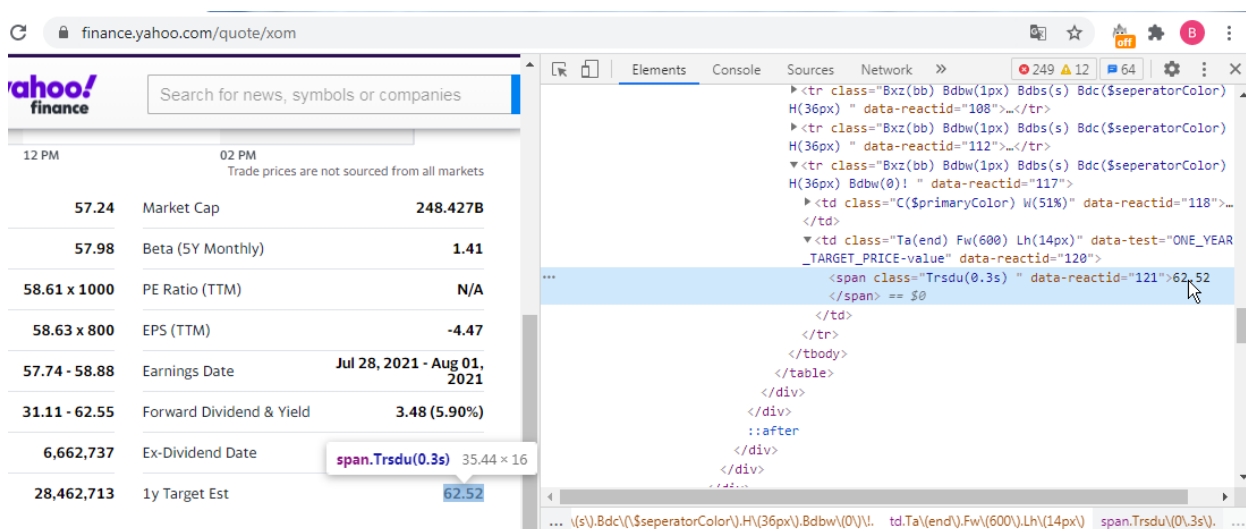 finance.yahoo.com/quote/xom
off
B
yahoo!
finance
Search for news, symbols or companies
12 PM 02 PM
Trade prices are not sourced from all markets
57.24 Market Cap 248.427B
57.98 Beta (5Y Monthly) 1.41
58.61 x 1000 PE Ratio (TTM) N/A
58.63 x 800 EPS (TTM) -4.47
57.74 - 58.88 Earnings Date Jul 28, 2021 - Aug 01,
2021
31.11 - 62.55 Forward Dividend & Yield 3.48 (5.90%)
6,662,737 Ex-Dividend Date
span.Trsdu(0.3s) 35.44 × 16
28,462,713 1y Target Est 62.52
Elements Console Sources Network » 249 12 64
<tr class="Bxz(bb) Bdbw(1px) Bdbs(s) Bdc($seperatorColor)
H(36px) " data-reactid="108">…</tr>
<tr class="Bxz(bb) Bdbw(1px) Bdbs(s) Bdc($seperatorColor)
H(36px) " data-reactid="112">…</tr>
<tr class="Bxz(bb) Bdbw(1px) Bdbs(s) Bdc($seperatorColor)
H(36px) Bdbw(0)! " data-reactid="117">
<td class="C($primaryColor) W(51%)" data-reactid="118">…
</td>
<td class="Ta(end) Fw(600) Lh(14px)" data-test="ONE_YEAR
_TARGET_PRICE-value" data-reactid="120">
<span class="Trsdu(0.3s) " data-reactid="121">62.52
</span> == $0
</td>
</tr>
</tbody>
</table>
</div>
</div>
::after
</div>
</div>
… \(s\).Bdc\(\$seperatorColor\).H\(36px\).Bdbw\(0\)\!. td.Ta\(end\).Fw\(600\).Lh\(14px\) span.Trsdu\(0\.3s\). …